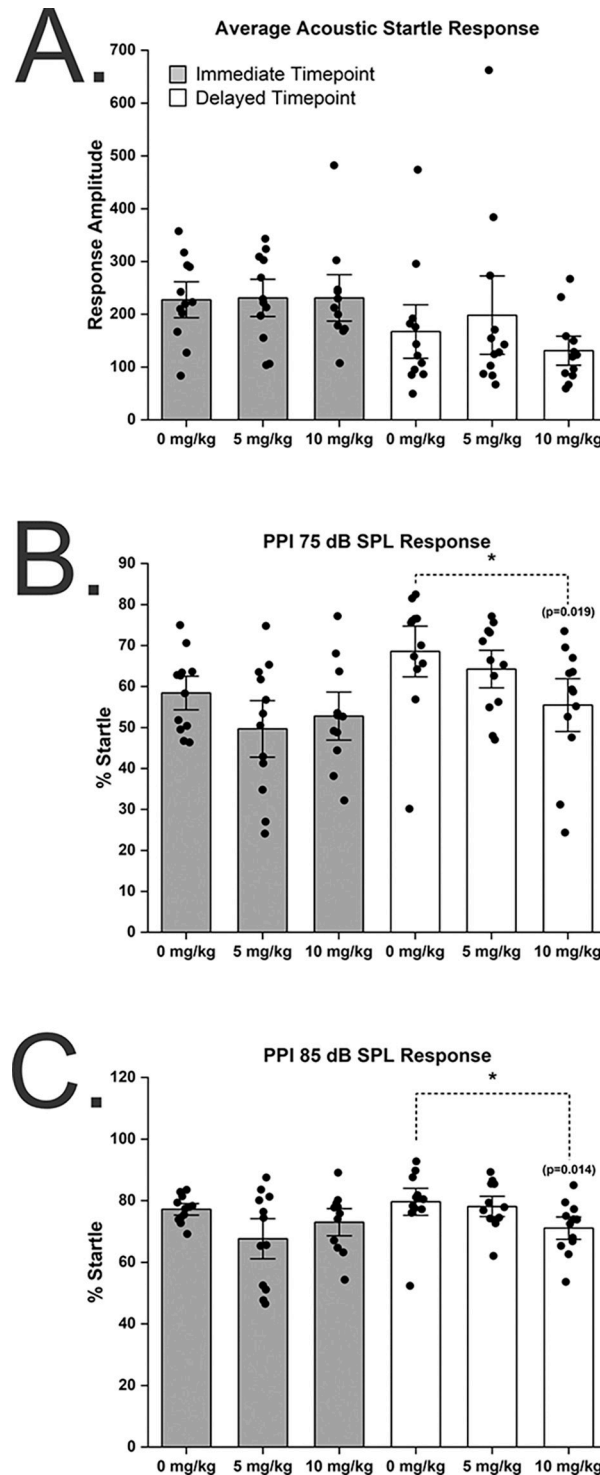 A.
Average Acoustic Startle Response
Immediate Timepoint
Delayed Timepoint
Response Amplitude
700
600
500
400
300
200
100
0
0 mg/kg 5 mg/kg 10 mg/kg 0 mg/kg 5 mg/kg 10 mg/kg
B.
PPI 75 dB SPL Response
*
(p=0.019)
% Startle
90
80
70
60
50
40
30
20
10
0
0 mg/kg 5 mg/kg 10 mg/kg 0 mg/kg 5 mg/kg 10 mg/kg
C.
PPI 85 dB SPL Response
*
(p=0.014)
% Startle
120
100
80
60
40
20
0
0 mg/kg 5 mg/kg 10 mg/kg 0 mg/kg 5 mg/kg 10 mg/kg